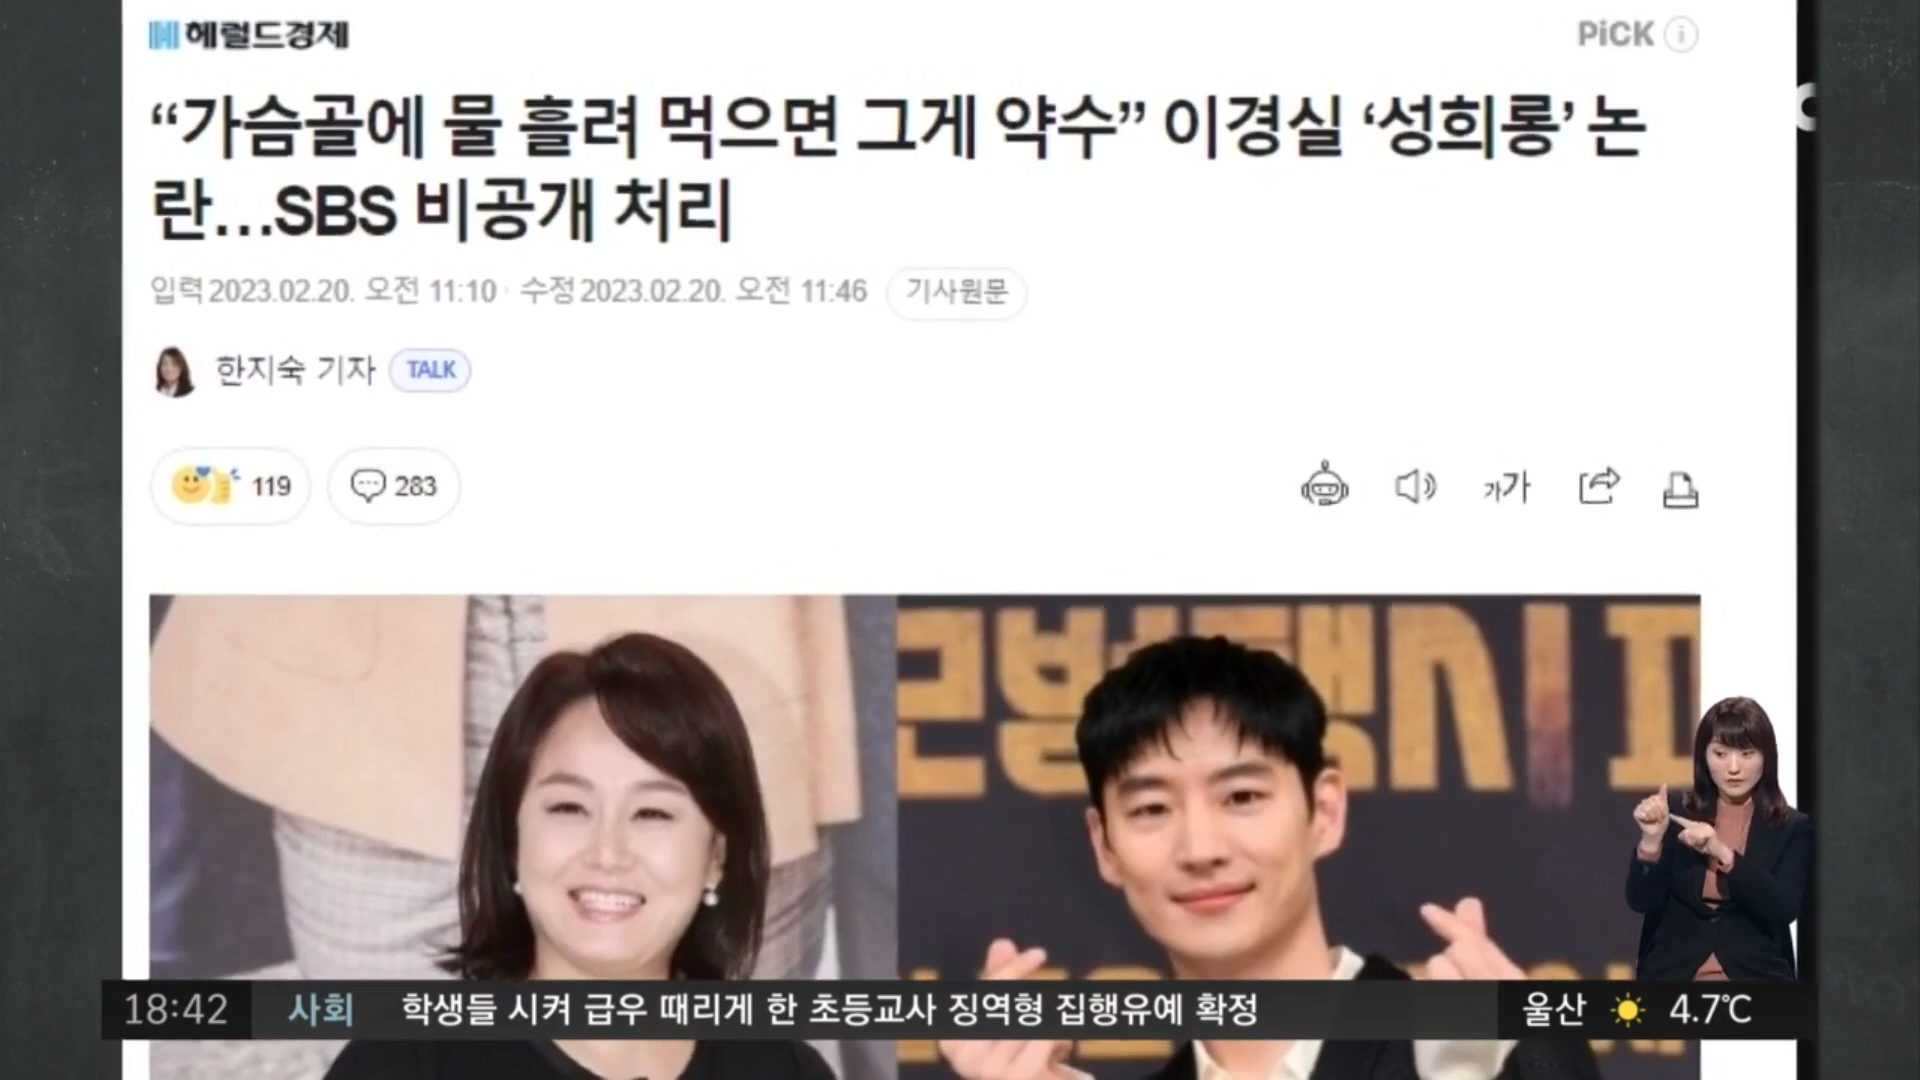 헤럴드경제
PiCK
“가슴골에 물 흘려 먹으면 그게 약수” 이경실 ‘성희롱’ 논
란…SBS 비공개 처리
입력 2023.02.20. 오전 11:10 · 수정 2023.02.20. 오전 11:46 기사원문
한지숙 기자 TALK
119 283
가가
모범택시 II
18:42 사회 학생들 시켜 급우 때리게 한 초등교사 징역형 집행유예 확정 울산 4.7℃